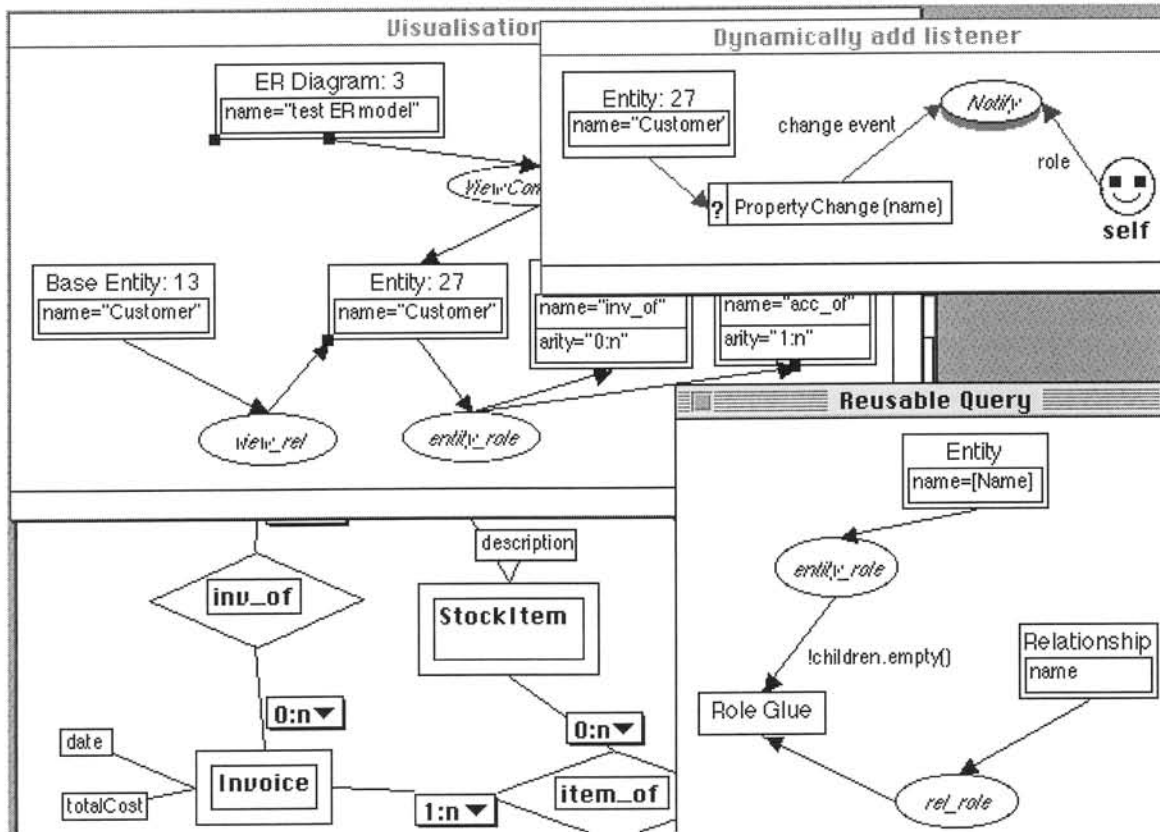 Visualisation
ER Diagram: 3
name="test ER model"
Base Entity: 13
name="Customer"
Entity: 27
name="Customer"
name="inv_of"
arity="0:n"
name="acc_of"
arity="1:n"
view_rel
entity_role
Dynamically add listener
Entity: 27
name="Customer"
change event
Notify
role
? PropertyChange (name)
self
Reusable Query
Entity
name=[Name]
entity_role
!children.empty()
Relationship
name
Role Glue
rel_role
description
inv_of
StockItem
0:n
0:n
date
Invoice
totalCost
1:n
item_of